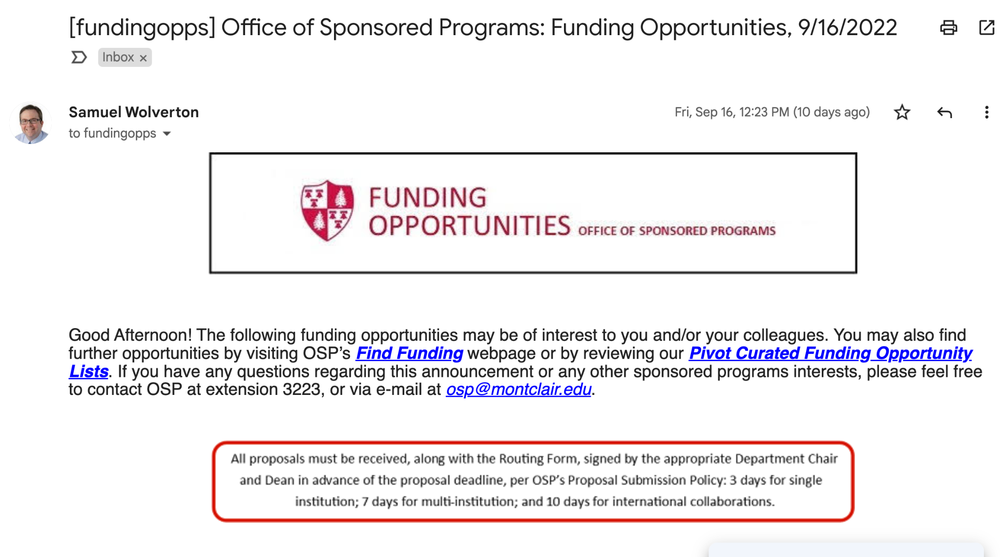 [fundingopps] Office of Sponsored Programs: Funding Opportunities, 9/16/2022
Inbox ×
Samuel Wolverton
Fri, Sep 16, 12:23 PM (10 days ago)
to fundingopps
FUNDING
OPPORTUNITIES OFFICE OF SPONSORED PROGRAMS
Good Afternoon! The following funding opportunities may be of interest to you and/or your colleagues. You may also find
further opportunities by visiting OSP’s Find Funding webpage or by reviewing our Pivot Curated Funding Opportunity
Lists. If you have any questions regarding this announcement or any other sponsored programs interests, please feel free
to contact OSP at extension 3223, or via e-mail at osp@montclair.edu.
All proposals must be received, along with the Routing Form, signed by the appropriate Department Chair
and Dean in advance of the proposal deadline, per OSP’s Proposal Submission Policy: 3 days for single
institution; 7 days for multi-institution; and 10 days for international collaborations.